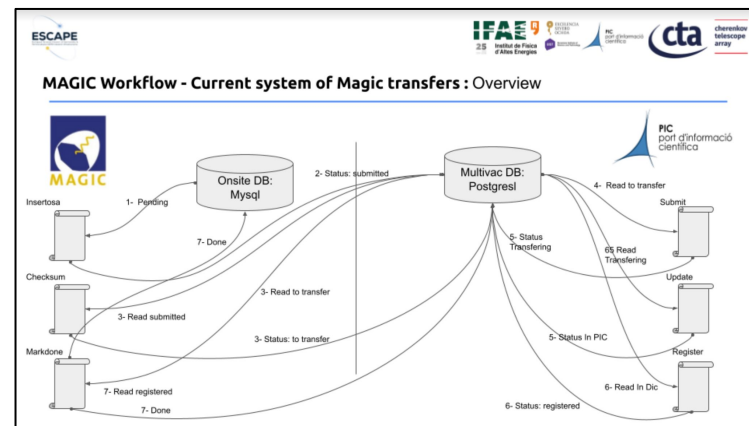 ESCAPE
IFAE
25 Institut de Física
d'Altes Energies
EXCELENCIA
SEVERO
OCHOA
PIC
port d'informació
científica
cta
cherenkov
telescope
array
MAGIC Workflow - Current system of Magic transfers : Overview
MAGIC
PIC
port d'informació
científica
Onsite DB:
Mysql
Multivac DB:
Postgresl
2- Status: submitted
4- Read to transfer
Insertosa
1- Pending
Submit
7- Done
5- Status
Transfering
65 Read
Transfering
Checksum
3- Read to transfer
Update
3- Read submitted
3- Status: to transfer
5- Status In PIC
Markdone
Register
7- Read registered
6- Read In Dic
7- Done
6- Status: registered